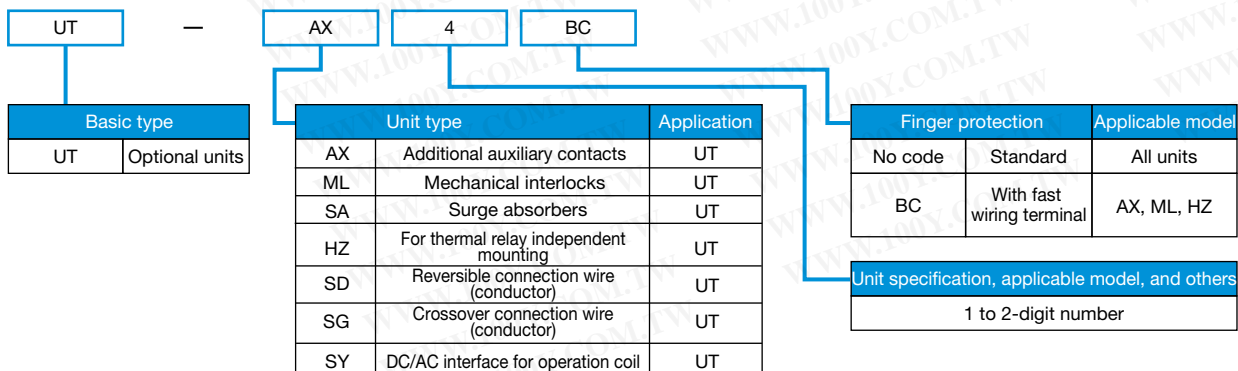 UT — AX 4 BC
Basic type
UT Optional units
Unit type Application
AX Additional auxiliary contacts UT
ML Mechanical interlocks UT
SA Surge absorbers UT
HZ For thermal relay independent
mounting UT
SD Reversible connection wire
(conductor) UT
SG Crossover connection wire
(conductor) UT
SY DC/AC interface for operation coil UT
Finger protection Applicable model
No code Standard All units
BC With fast
wiring terminal AX, ML, HZ
Unit specification, applicable model, and others
1 to 2-digit number
WWW.100Y.COM.TW